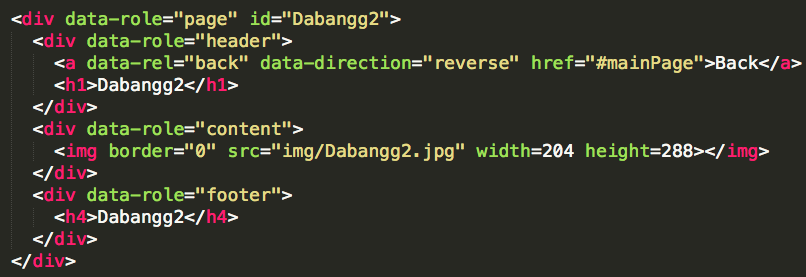 <div data-role="page" id="Dabangg2">
  <div data-role="header">
    <a data-rel="back" data-direction="reverse" href="#mainPage">Back</a>
    <h1>Dabangg2</h1>
  </div>
  <div data-role="content">
    <img border="0" src="img/Dabangg2.jpg" width=204 height=288></img>
  </div>
  <div data-role="footer">
    <h4>Dabangg2</h4>
  </div>
</div>